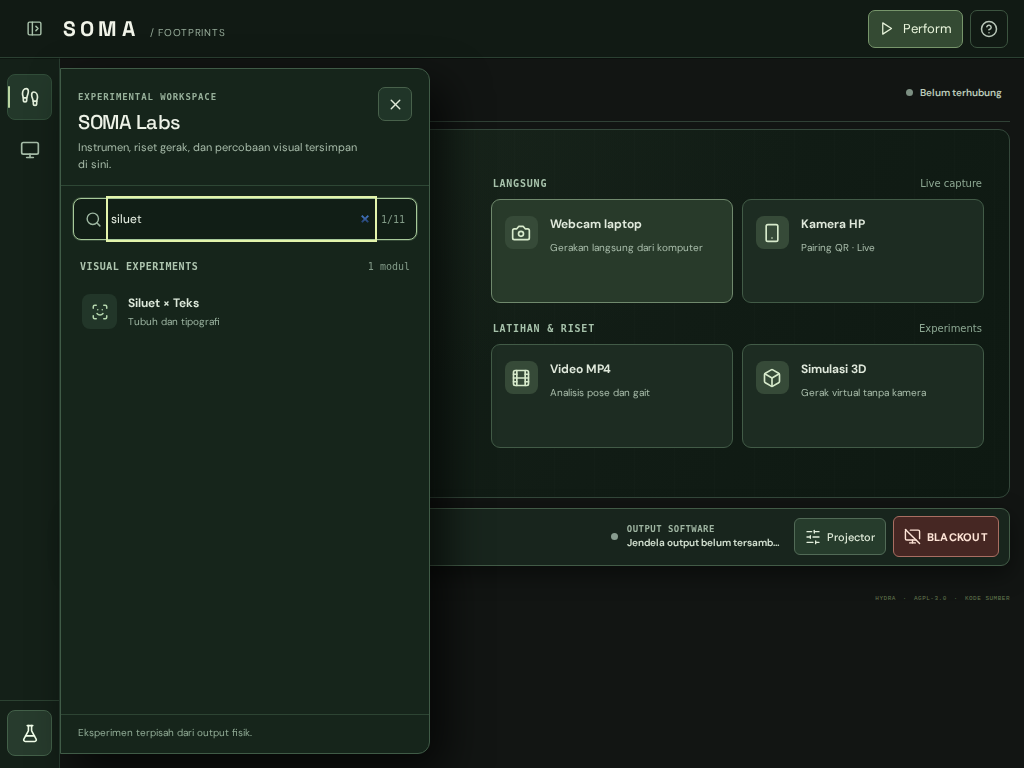 SOMA
/ FOOTPRINTS
Perform
EXPERIMENTAL WORKSPACE
SOMA Labs
Instrumen, riset gerak, dan percobaan visual tersimpan
di sini.
siluet
1/11
VISUAL EXPERIMENTS
1 modul
Siluet × Teks
Tubuh dan tipografi
Eksperimen terpisah dari output fisik.
Belum terhubung
LANGSUNG
Live capture
Webcam laptop
Gerakan langsung dari komputer
Kamera HP
Pairing QR · Live
LATIHAN & RISET
Experiments
Video MP4
Analisis pose dan gait
Simulasi 3D
Gerak virtual tanpa kamera
OUTPUT SOFTWARE
Jendela output belum tersamb…
Projector
BLACKOUT
HYDRA · AGPL-3.0 · KODE SUMBER